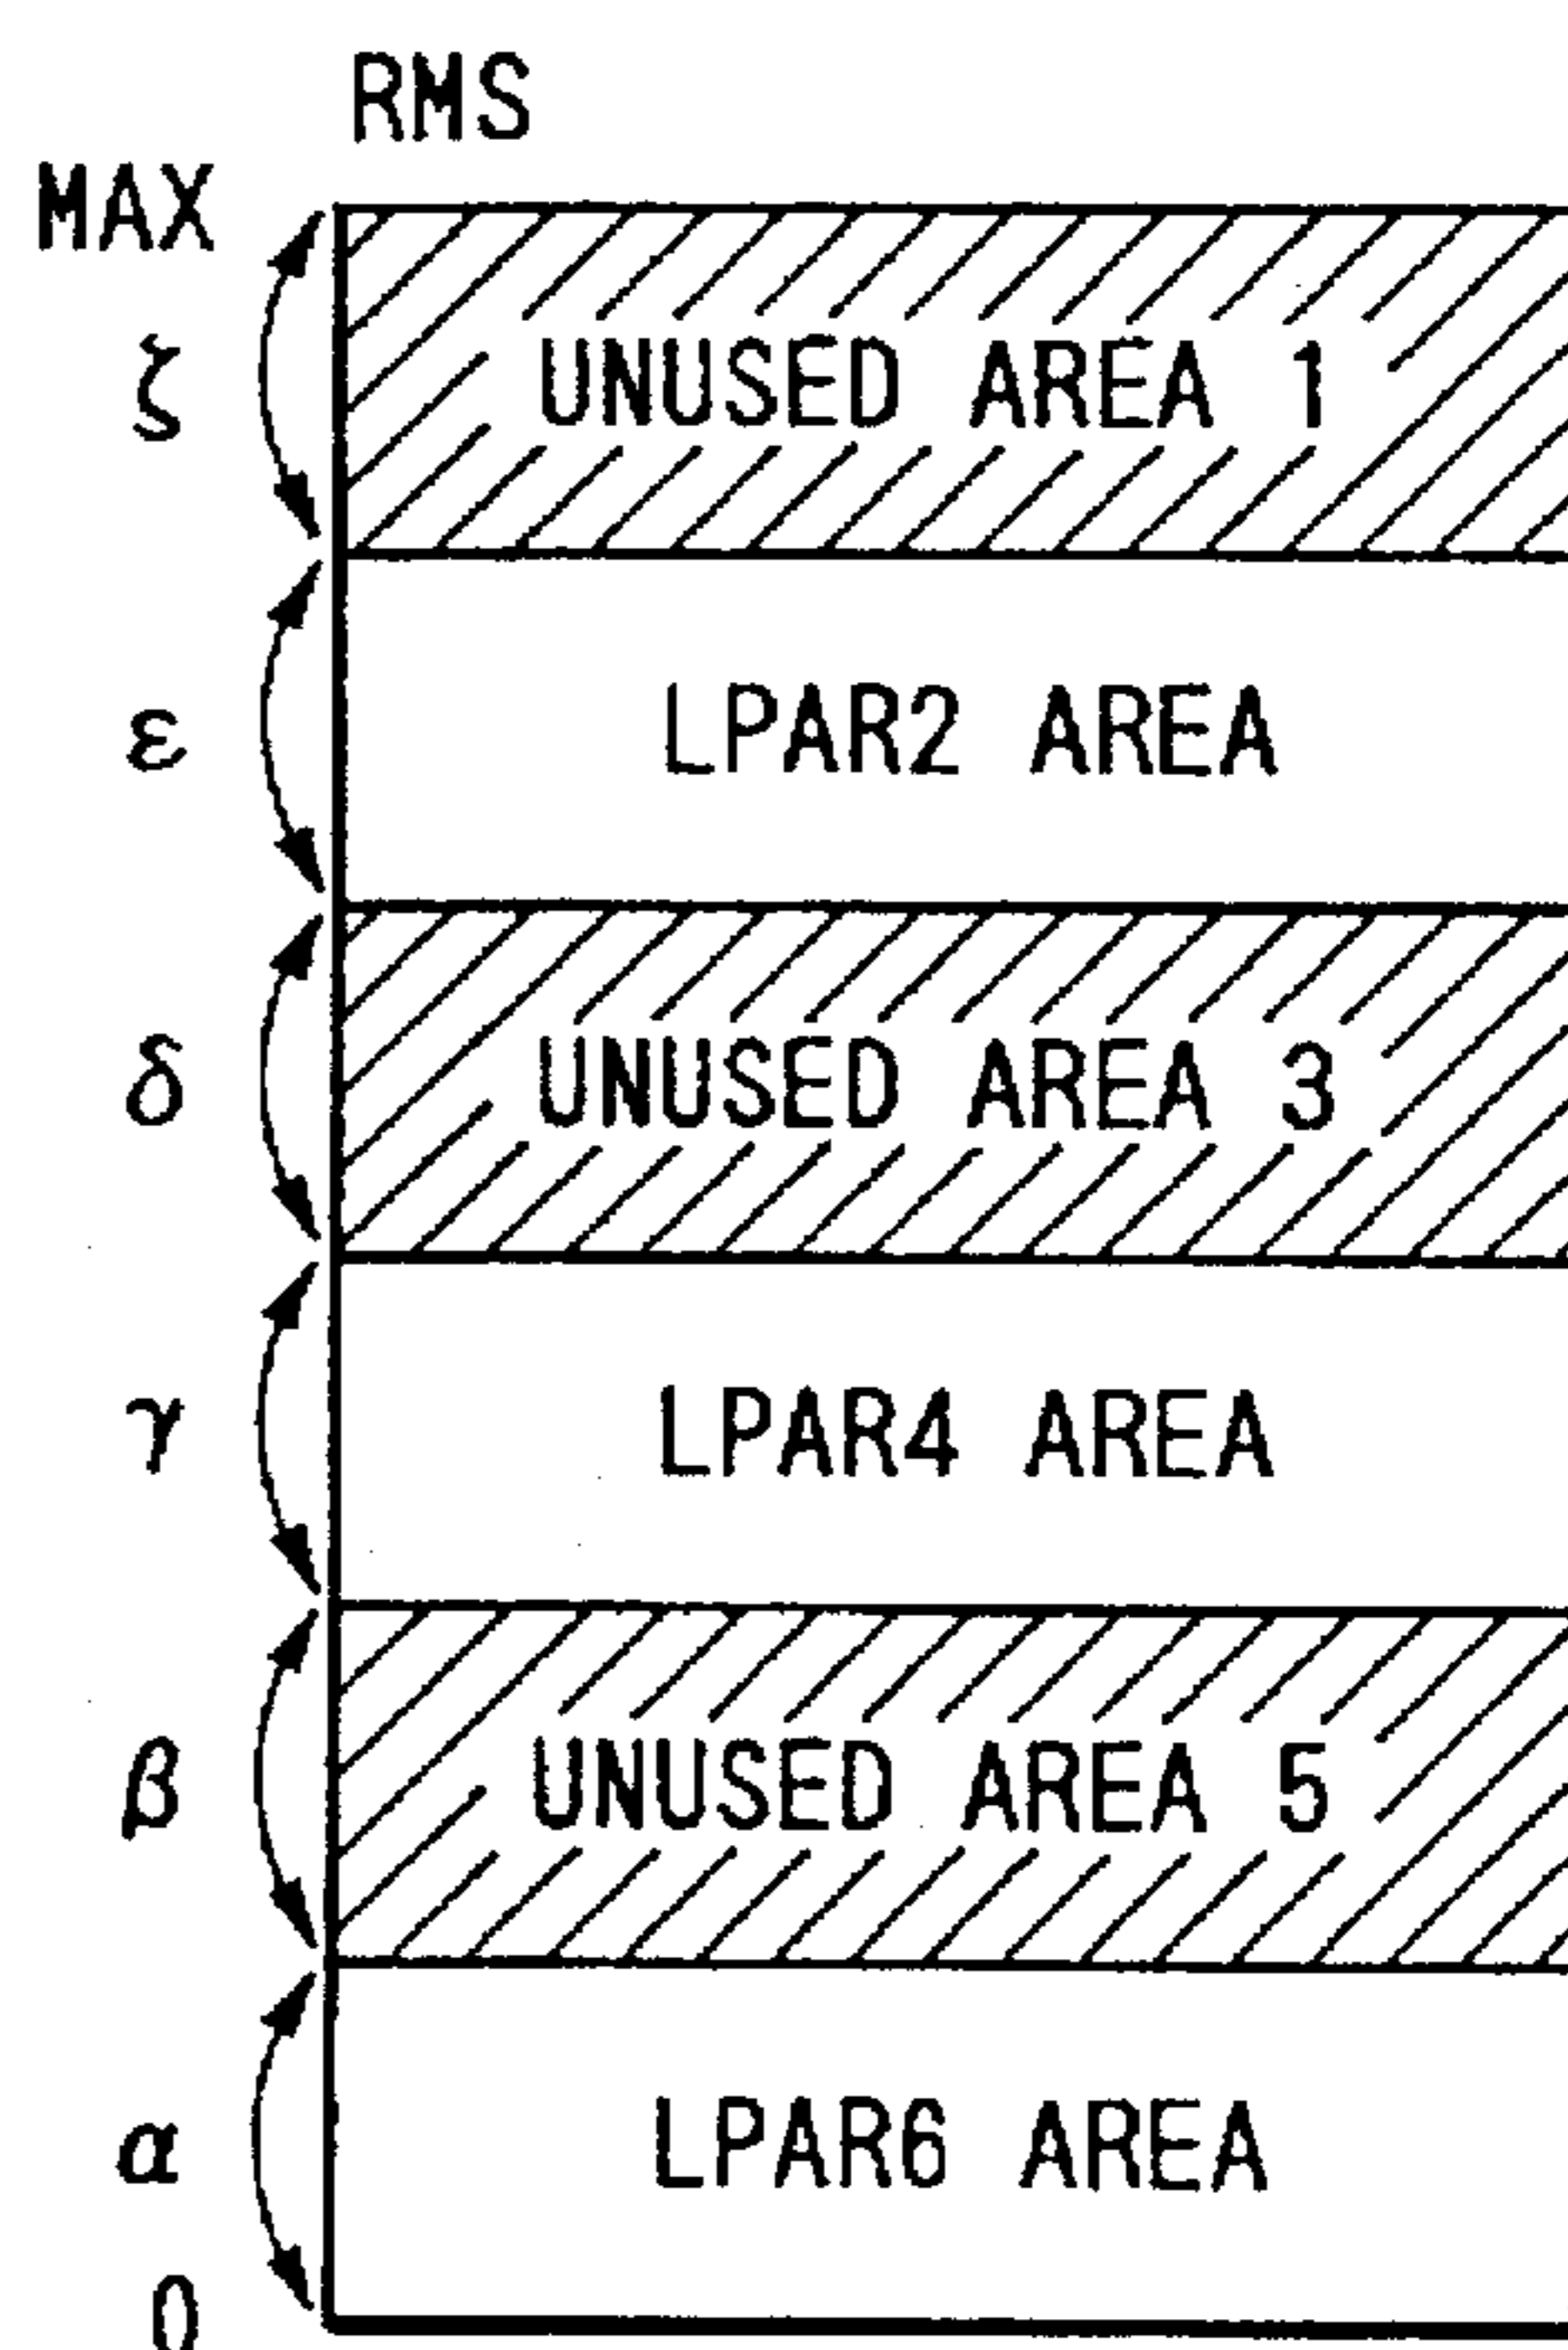 RMS
MAX
ζ
UNUSED AREA 1
ε
LPAR2 AREA
δ
UNUSED AREA 3
γ
LPAR4 AREA
β
UNUSED AREA 5
α
LPAR6 AREA
0